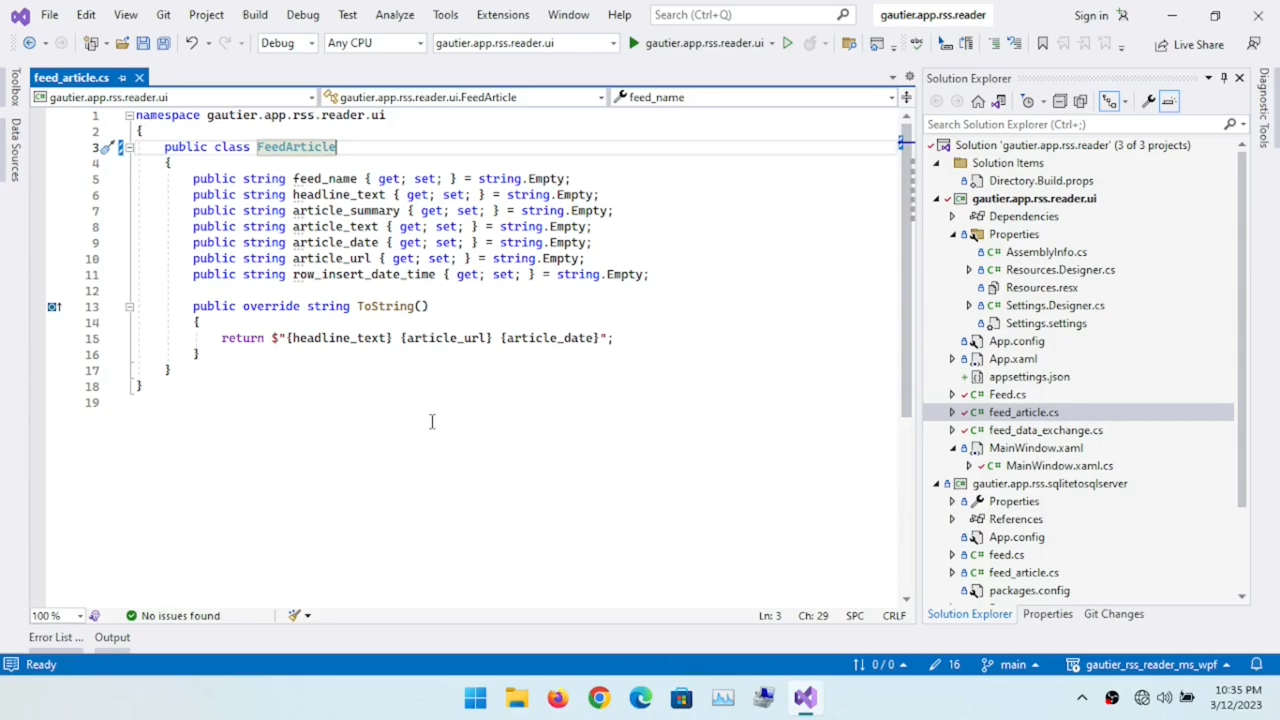 File Edit View Git Project Build Debug Test Analyze Tools Extensions Window Help Search (Ctrl+Q) gautier.app.rss.reader Sign in
Debug Any CPU gautier.app.rss.reader.ui gautier.app.rss.reader.ui Live Share
Toolbox
Data Sources
feed_article.cs
gautier.app.rss.reader.ui gautier.app.rss.reader.ui.FeedArticle feed_name
1 namespace gautier.app.rss.reader.ui
2 {
3 public class FeedArticle
4 {
5 public string feed_name { get; set; } = string.Empty;
6 public string headline_text { get; set; } = string.Empty;
7 public string article_summary { get; set; } = string.Empty;
8 public string article_text { get; set; } = string.Empty;
9 public string article_date { get; set; } = string.Empty;
10 public string article_url { get; set; } = string.Empty;
11 public string row_insert_date_time { get; set; } = string.Empty;
12
13 public override string ToString()
14 {
15 return $"{headline_text} {article_url} {article_date}";
16 }
17 }
18 }
19
100 % No issues found Ln: 3 Ch: 29 SPC CRLF
Solution Explorer
Search Solution Explorer (Ctrl+;)
Solution 'gautier.app.rss.reader' (3 of 3 projects)
Solution Items
Directory.Build.props
gautier.app.rss.reader.ui
Dependencies
Properties
C# AssemblyInfo.cs
C# Resources.Designer.cs
Resources.resx
C# Settings.Designer.cs
Settings.settings
App.config
App.xaml
appsettings.json
C# Feed.cs
C# feed_article.cs
C# feed_data_exchange.cs
MainWindow.xaml
C# MainWindow.xaml.cs
gautier.app.rss.sqlitetosqlserver
Properties
References
App.config
C# feed.cs
C# feed_article.cs
packages.config
Solution Explorer Properties Git Changes
Diagnostic Tools
Error List ... Output
Ready 0 / 0 16 main gautier_rss_reader_ms_wpf
10:35 PM
3/12/2023